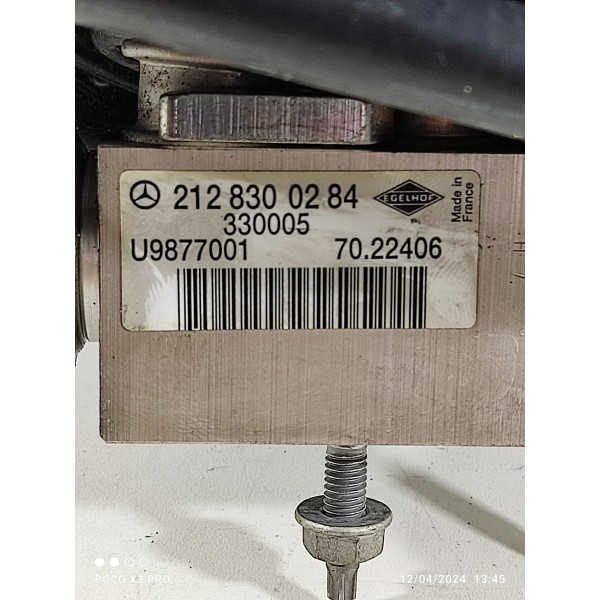 212 830 02 84
EGELHOF
Made in
France
330005
U9877001 70.22406
POCO X3 PRO
12/04/2024 13:45